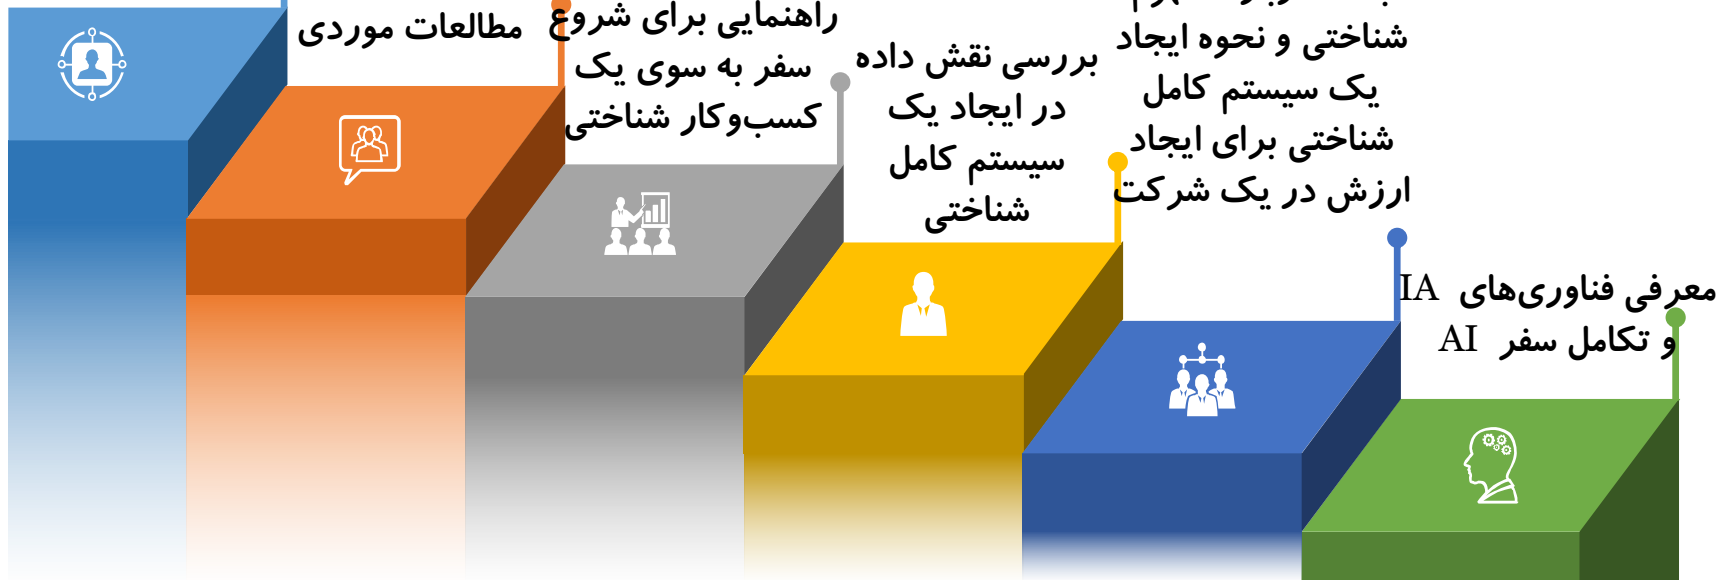 معرفی فناوری‌های IA
و تکامل سفر AI
شناختی و نحوه ایجاد
یک سیستم کامل
شناختی برای ایجاد
ارزش در یک شرکت
بررسی نقش داده
در ایجاد یک
سیستم کامل
شناختی
راهنمایی برای شروع
سفر به سوی یک
کسب‌وکار شناختی
مطالعات موردی